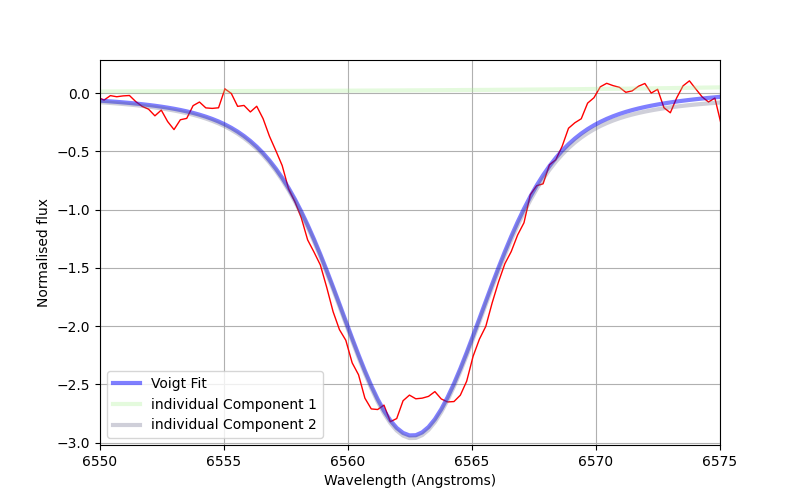 0.0
−0.5
−1.0
−1.5
−2.0
−2.5
−3.0
Normalised flux
Voigt Fit
individual Component 1
individual Component 2
6550 6555 6560 6565 6570 6575
Wavelength (Angstroms)